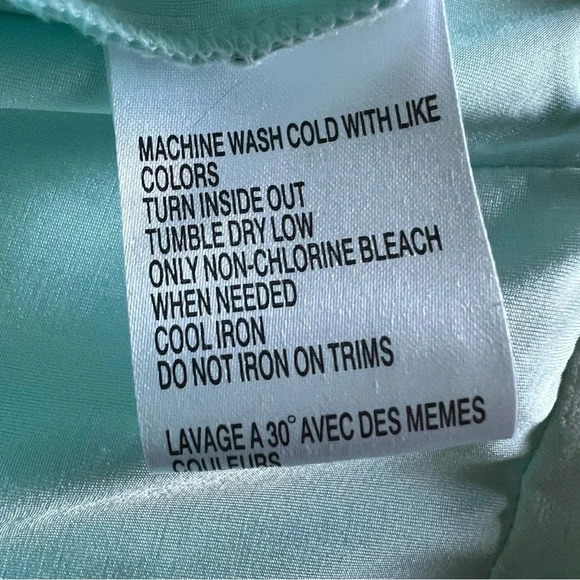 MACHINE WASH COLD WITH LIKE
COLORS
TURN INSIDE OUT
TUMBLE DRY LOW
ONLY NON-CHLORINE BLEACH
WHEN NEEDED
COOL IRON
DO NOT IRON ON TRIMS
LAVAGE A 30° AVEC DES MEMES
COULEURS